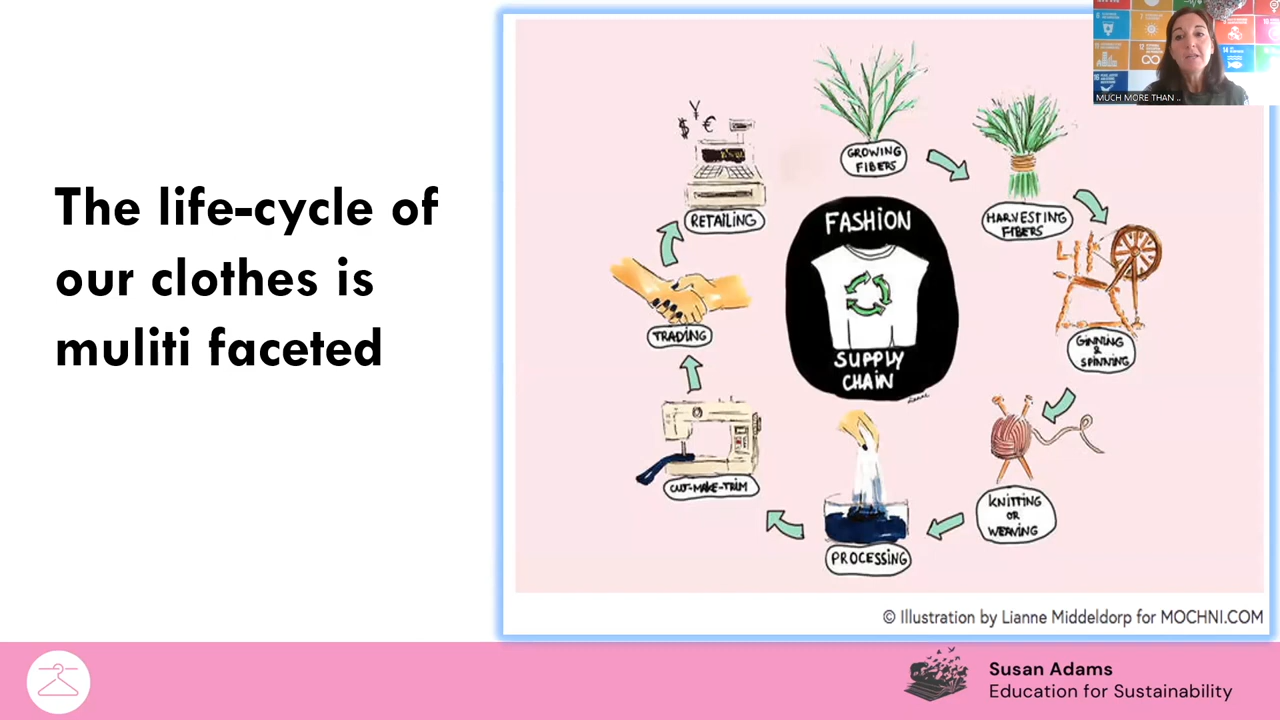 The life-cycle of
our clothes is
muliti faceted
$ ¥ €
GROWING
FIBERS
HARVESTING
FIBERS
GINNING
&
SPINNING
KNITTING
OR
WEAVING
PROCESSING
CUT-MAKE-TRIM
TRADING
RETAILING
FASHION
SUPPLY
CHAIN
Lianne
© Illustration by Lianne Middeldorp for MOCHNI.COM
MUCH MORE THAN ..
Susan Adams
Education for Sustainability